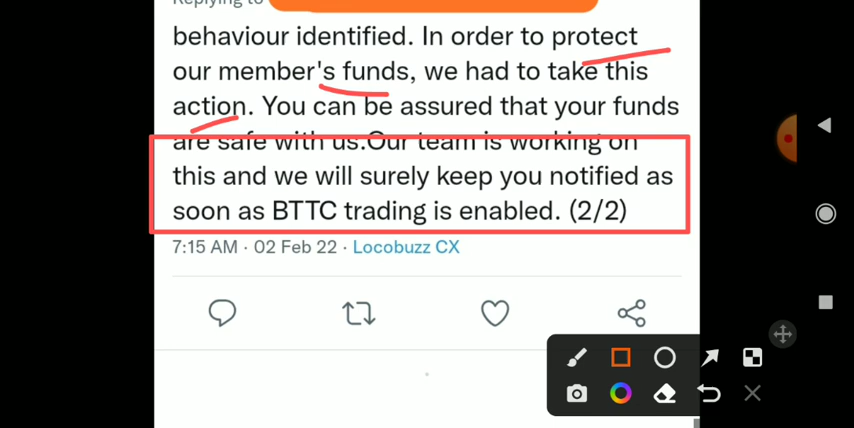 Replying to
behaviour identified. In order to protect
our member's funds, we had to take this
action. You can be assured that your funds
are safe with us.Our team is working on
this and we will surely keep you notified as
soon as BTTC trading is enabled. (2/2)
7:15 AM · 02 Feb 22 · Locobuzz CX